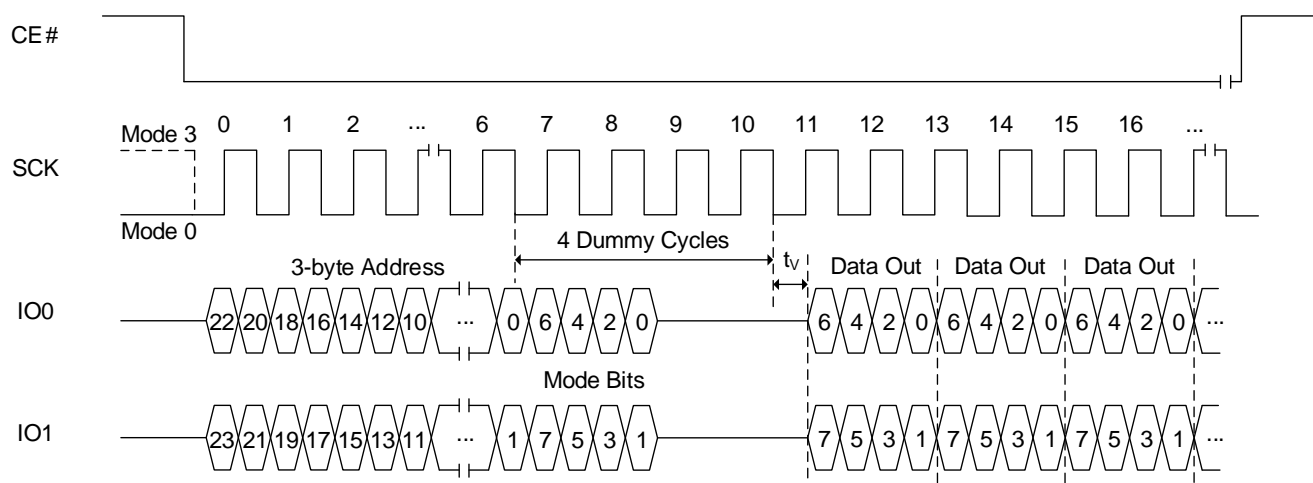 CE#
0 1 2 ... 6 7 8 9 10 11 12 13 14 15 16 ...
Mode 3
SCK
Mode 0
4 Dummy Cycles
tV
3-byte Address
Data Out Data Out Data Out
IO0
22 20 18 16 14 12 10 ... 0 6 4 2 0 6 4 2 0 6 4 2 0 6 4 2 0 ...
Mode Bits
IO1
23 21 19 17 15 13 11 ... 1 7 5 3 1 7 5 3 1 7 5 3 1 7 5 3 1 ...